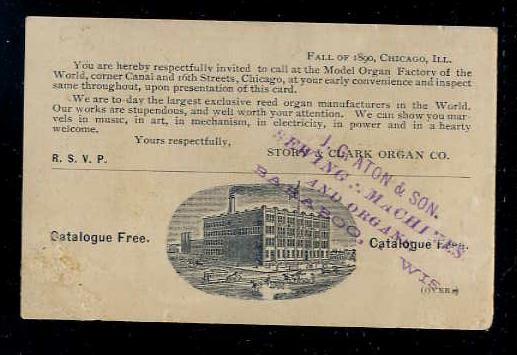 FALL OF 1890, CHICAGO, ILL.
You are hereby respectfully invited to call at the Model Organ Factory of the
World, corner Canal and 16th Streets, Chicago, at your early convenience and inspect
same throughout, upon presentation of this card.
We are to-day the largest exclusive reed organ manufacturers in the World.
Our works are stupendous, and well worth your attention. We can show you mar-
vels in music, in art, in mechanism, in electricity, in power and in a hearty
welcome.
Yours respectfully,
STORY & CLARK ORGAN CO.
R. S. V. P.
J. G. ATON & SON.
SEWING MACHINES
AND ORGANS
BARABOO, WIS.
Catalogue Free.
Catalogue Free.
(OVER)